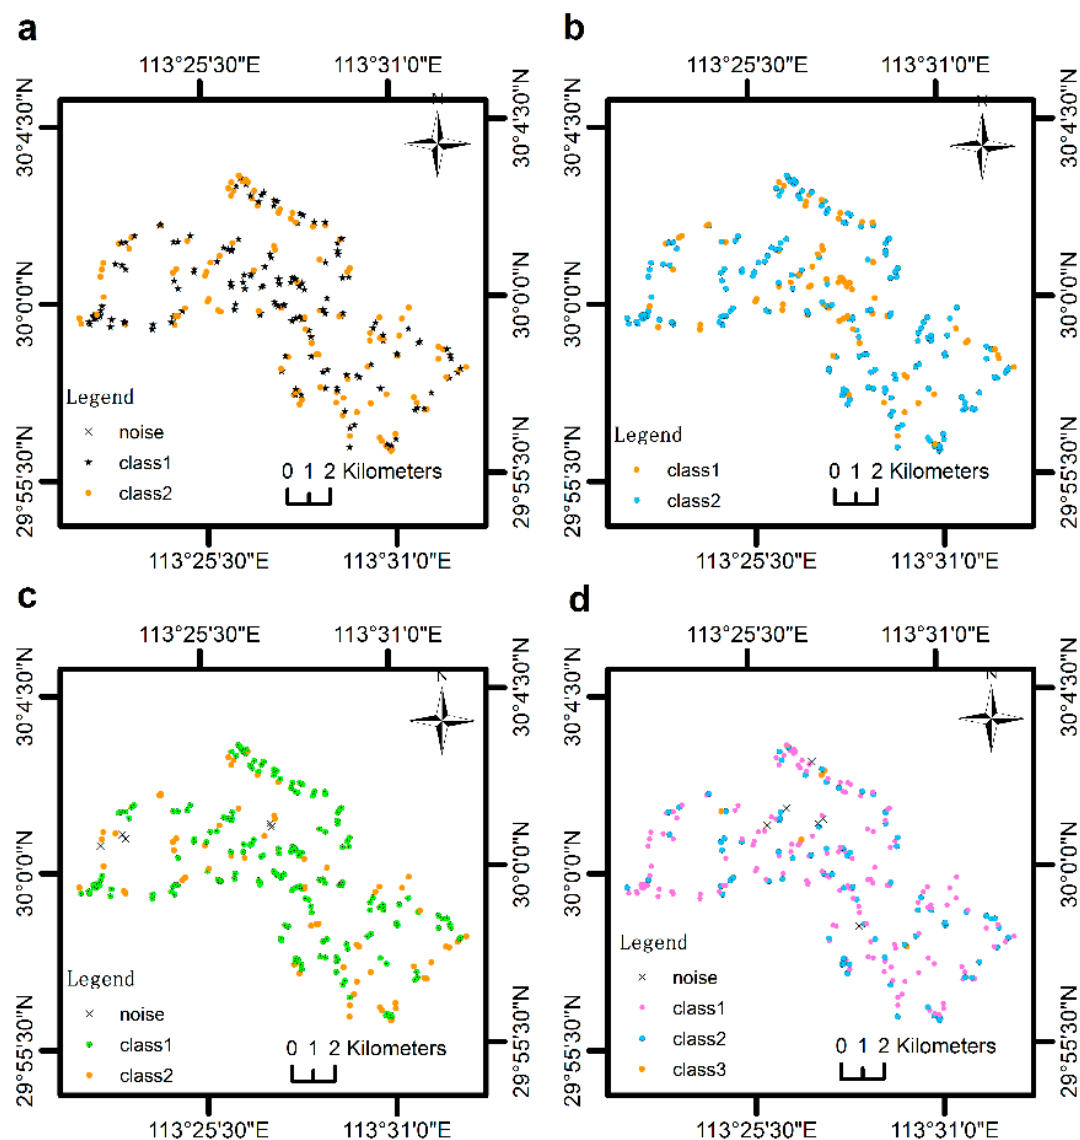 a
113°25'30"E 113°31'0"E
N
30°4'30"N
30°4'30"N
30°0'0"N
30°0'0"N
29°55'30"N
29°55'30"N
Legend
noise
class1
class2
0 1 2 Kilometers
113°25'30"E 113°31'0"E
b
113°25'30"E 113°31'0"E
N
30°4'30"N
30°4'30"N
30°0'0"N
30°0'0"N
29°55'30"N
29°55'30"N
Legend
class1
class2
0 1 2 Kilometers
113°25'30"E 113°31'0"E
c
113°25'30"E 113°31'0"E
N
30°4'30"N
30°4'30"N
30°0'0"N
30°0'0"N
29°55'30"N
29°55'30"N
Legend
noise
class1
class2
0 1 2 Kilometers
113°25'30"E 113°31'0"E
d
113°25'30"E 113°31'0"E
N
30°4'30"N
30°4'30"N
30°0'0"N
30°0'0"N
29°55'30"N
29°55'30"N
Legend
noise
class1
class2
class3
0 1 2 Kilometers
113°25'30"E 113°31'0"E